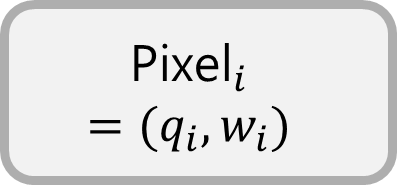 Pixelᵢ
= (qᵢ, wᵢ)